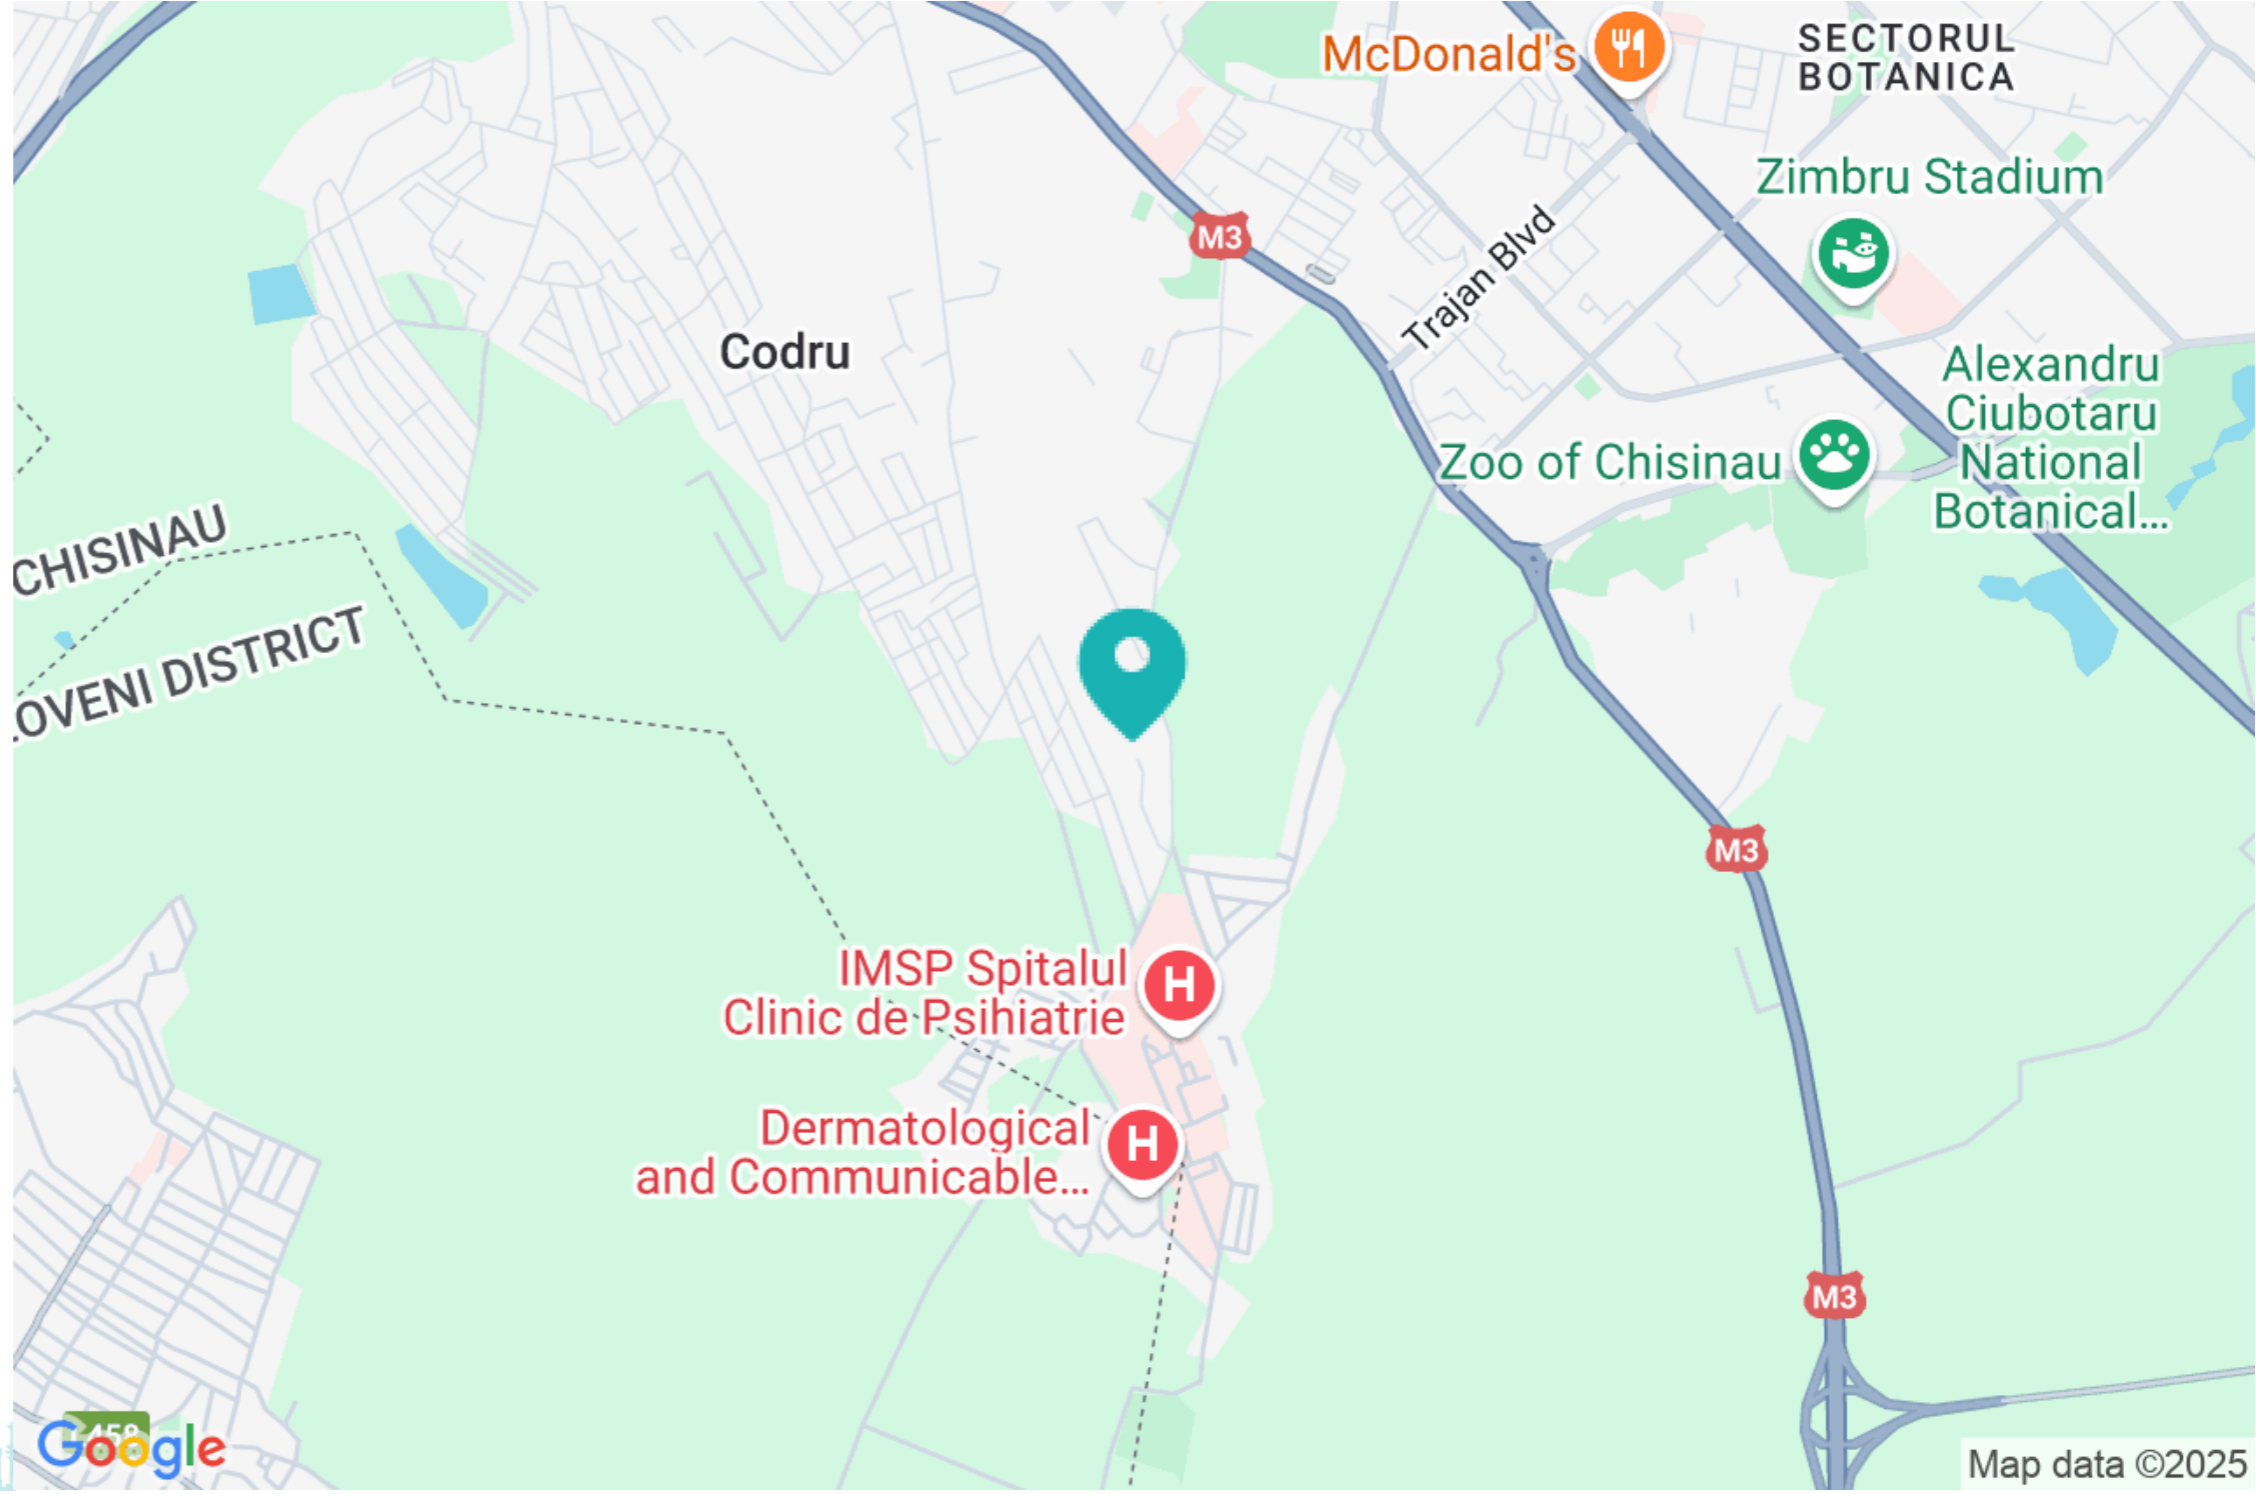 McDonald's
SECTORUL
BOTANICA
Zimbru Stadium
M3
Trajan Blvd
Codru
Alexandru
Ciubotaru
National
Botanical...
Zoo of Chisinau
CHISINAU
OVENI DISTRICT
M3
IMSP Spitalul
Clinic de Psihiatrie
H
Dermatological
and Communicable...
H
M3
Google
Map data ©2025